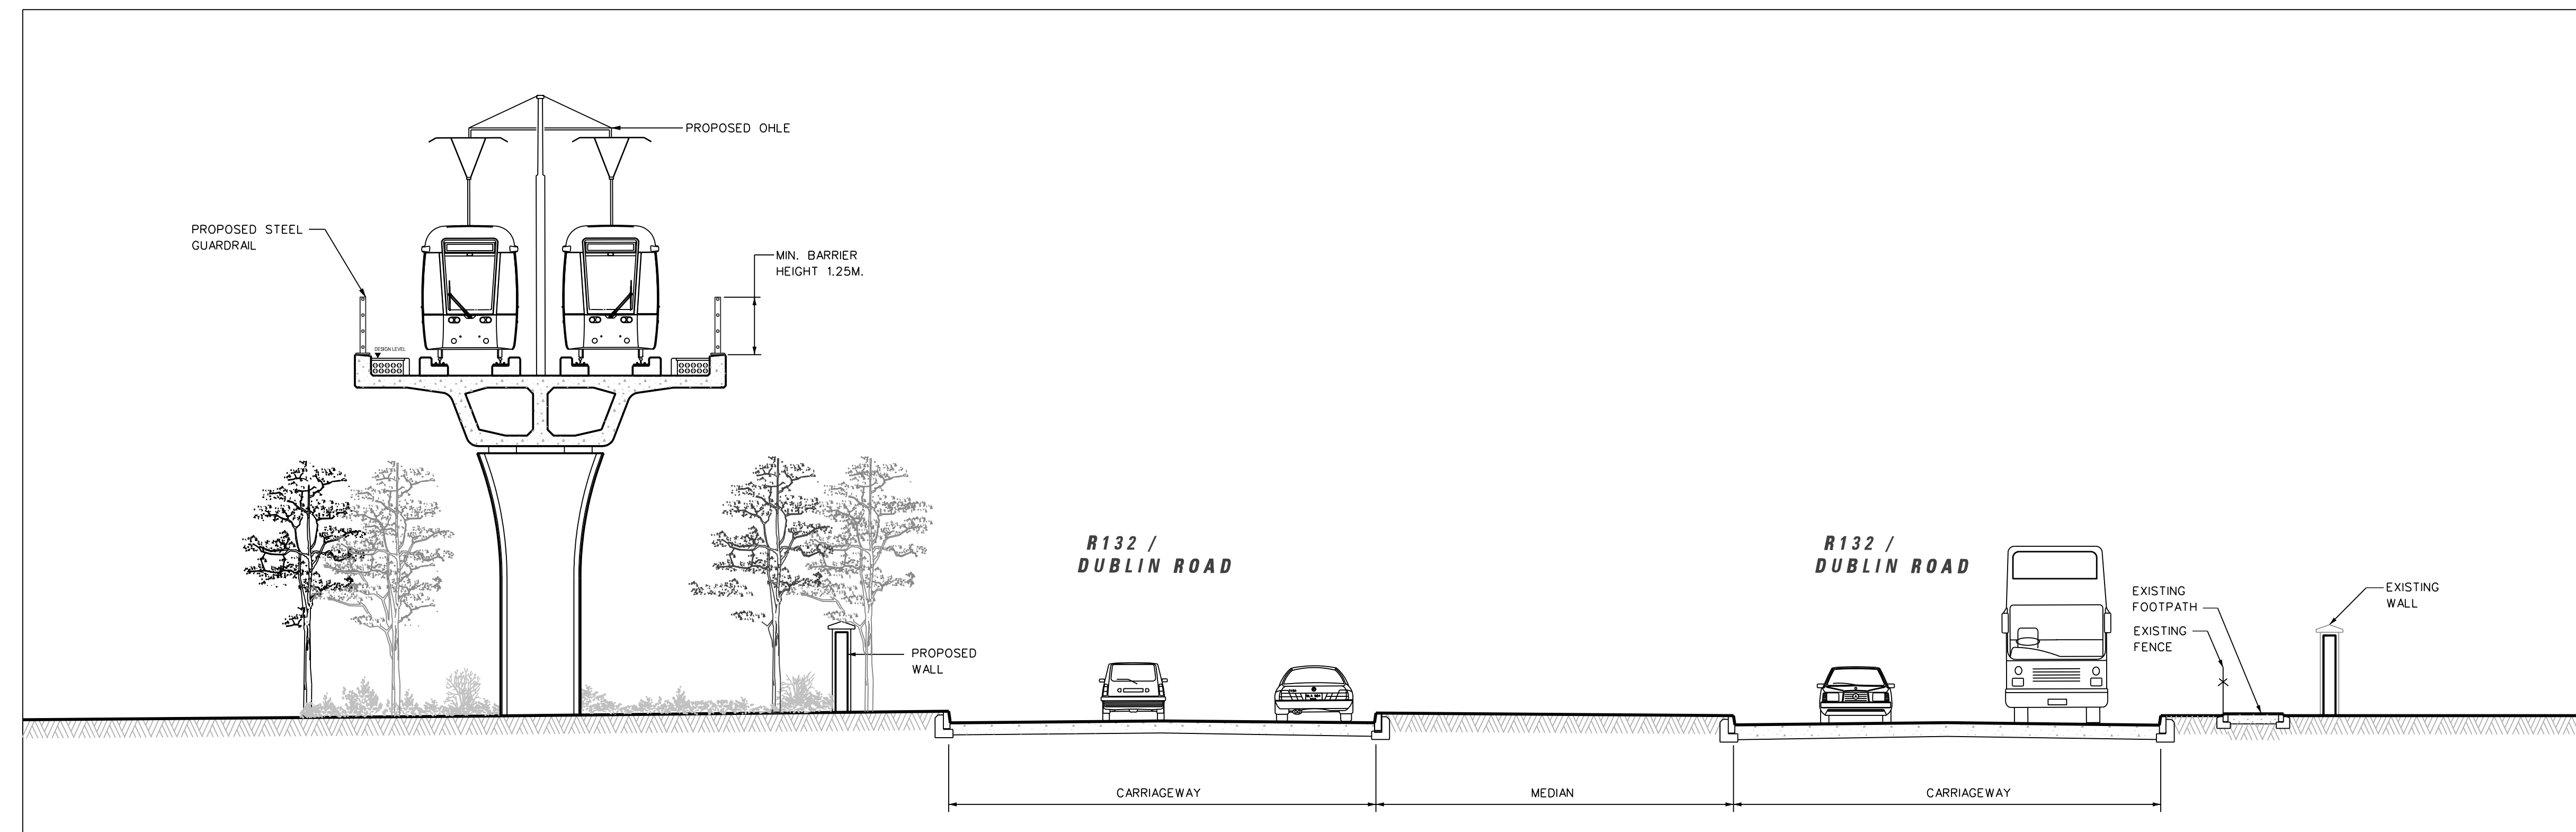 PROPOSED OHLE
PROPOSED STEEL
GUARDRAIL
MIN. BARRIER
HEIGHT 1.25M.
DESIGN LEVEL
R132 /
DUBLIN ROAD
R132 /
DUBLIN ROAD
EXISTING
FOOTPATH
EXISTING
WALL
EXISTING
FENCE
PROPOSED
WALL
CARRIAGEWAY
MEDIAN
CARRIAGEWAY